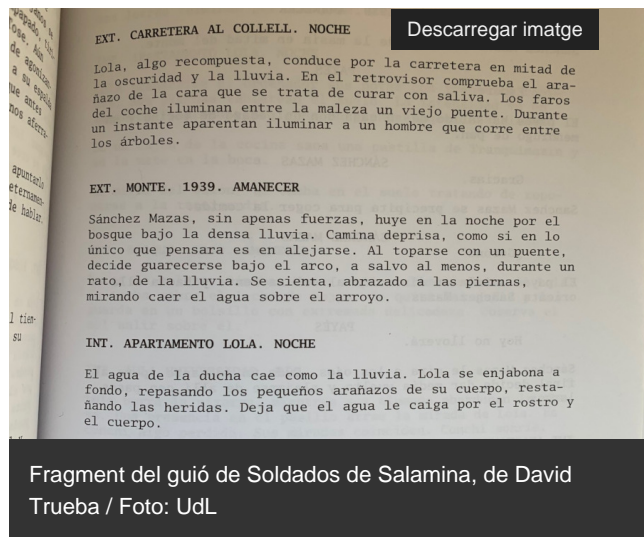 Descarregar imatge
EXT. CARRETERA AL COLLELL. NOCHE
Lola, algo recompuesta, conduce por la carretera en mitad de
la oscuridad y la lluvia. En el retrovisor comprueba el ara-
ñazo de la cara que se trata de curar con saliva. Los faros
del coche iluminan entre la maleza un viejo puente. Durante
un instante aparentan iluminar a un hombre que corre entre
los árboles.
EXT. MONTE. 1939. AMANECER
Sánchez Mazas, sin apenas fuerzas, huye en la noche por el
bosque bajo la densa lluvia. Camina deprisa, como si en lo
único que pensara es en alejarse. Al toparse con un puente,
decide guarecerse bajo el arco, a salvo al menos, durante un
rato, de la lluvia. Se sienta, abrazado a las piernas,
mirando caer el agua sobre el arroyo.
INT. APARTAMENTO LOLA. NOCHE
El agua de la ducha cae como la lluvia. Lola se enjabona a
fondo, repasando los pequeños arañazos de su cuerpo, resta-
ñando las heridas. Deja que el agua le caiga por el rostro y
el cuerpo.
Fragment del guió de Soldados de Salamina, de David
Trueba / Foto: UdL